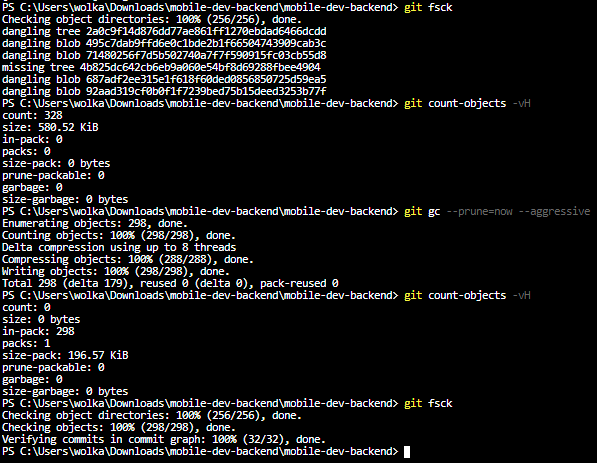 PS C:\Users\wolka\Downloads\mobile-dev-backend\mobile-dev-backend> git fsck
Checking object directories: 100% (256/256), done.
dangling tree 2a0c9f14d876dd77ae861ff1270ebdad6466dcdd
dangling blob 495c7dab9ffd6e0c1bde2b1f66504743909cab3c
dangling blob 71480256f7d5b502740a7f7f590915fc03cb55d8
missing tree 4b825dc642cb6eb9a060e54bf8d69288fbee4904
dangling blob 687adf2ee315e1f618f60ded0856850725d59ea5
dangling blob 92aad319cf0b0f1f7239bed75b15deed3253b77f
PS C:\Users\wolka\Downloads\mobile-dev-backend\mobile-dev-backend> git count-objects -vH
count: 328
size: 580.52 KiB
in-pack: 0
packs: 0
size-pack: 0 bytes
prune-packable: 0
garbage: 0
size-garbage: 0 bytes
PS C:\Users\wolka\Downloads\mobile-dev-backend\mobile-dev-backend> git gc --prune=now --aggressive
Enumerating objects: 298, done.
Counting objects: 100% (298/298), done.
Delta compression using up to 8 threads
Compressing objects: 100% (288/288), done.
Writing objects: 100% (298/298), done.
Total 298 (delta 179), reused 0 (delta 0), pack-reused 0
PS C:\Users\wolka\Downloads\mobile-dev-backend\mobile-dev-backend> git count-objects -vH
count: 0
size: 0 bytes
in-pack: 298
packs: 1
size-pack: 196.57 KiB
prune-packable: 0
garbage: 0
size-garbage: 0 bytes
PS C:\Users\wolka\Downloads\mobile-dev-backend\mobile-dev-backend> git fsck
Checking object directories: 100% (256/256), done.
Checking objects: 100% (298/298), done.
Verifying commits in commit graph: 100% (32/32), done.
PS C:\Users\wolka\Downloads\mobile-dev-backend\mobile-dev-backend>